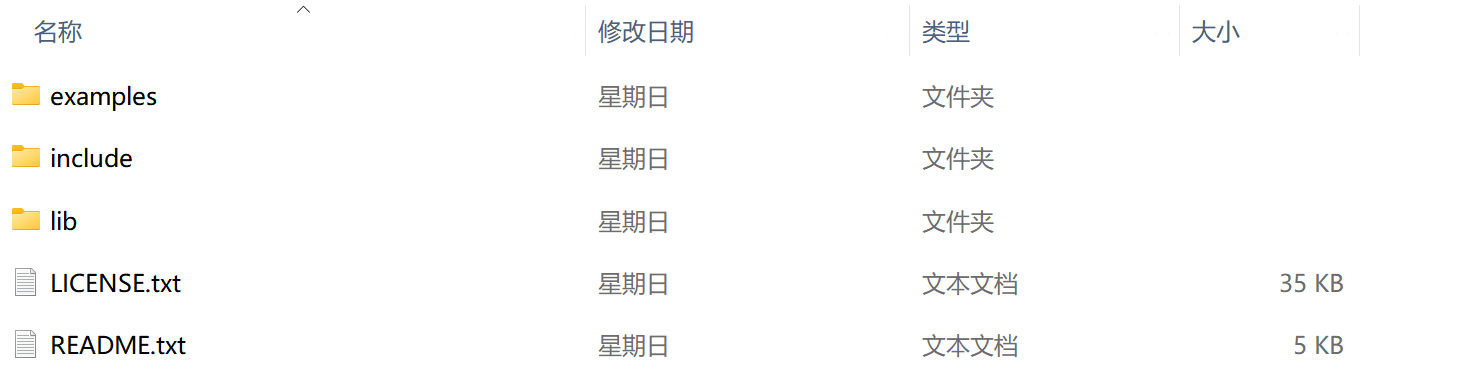 名称 修改日期 类型 大小
examples 星期日 文件夹
include 星期日 文件夹
lib 星期日 文件夹
LICENSE.txt 星期日 文本文档 35 KB
README.txt 星期日 文本文档 5 KB